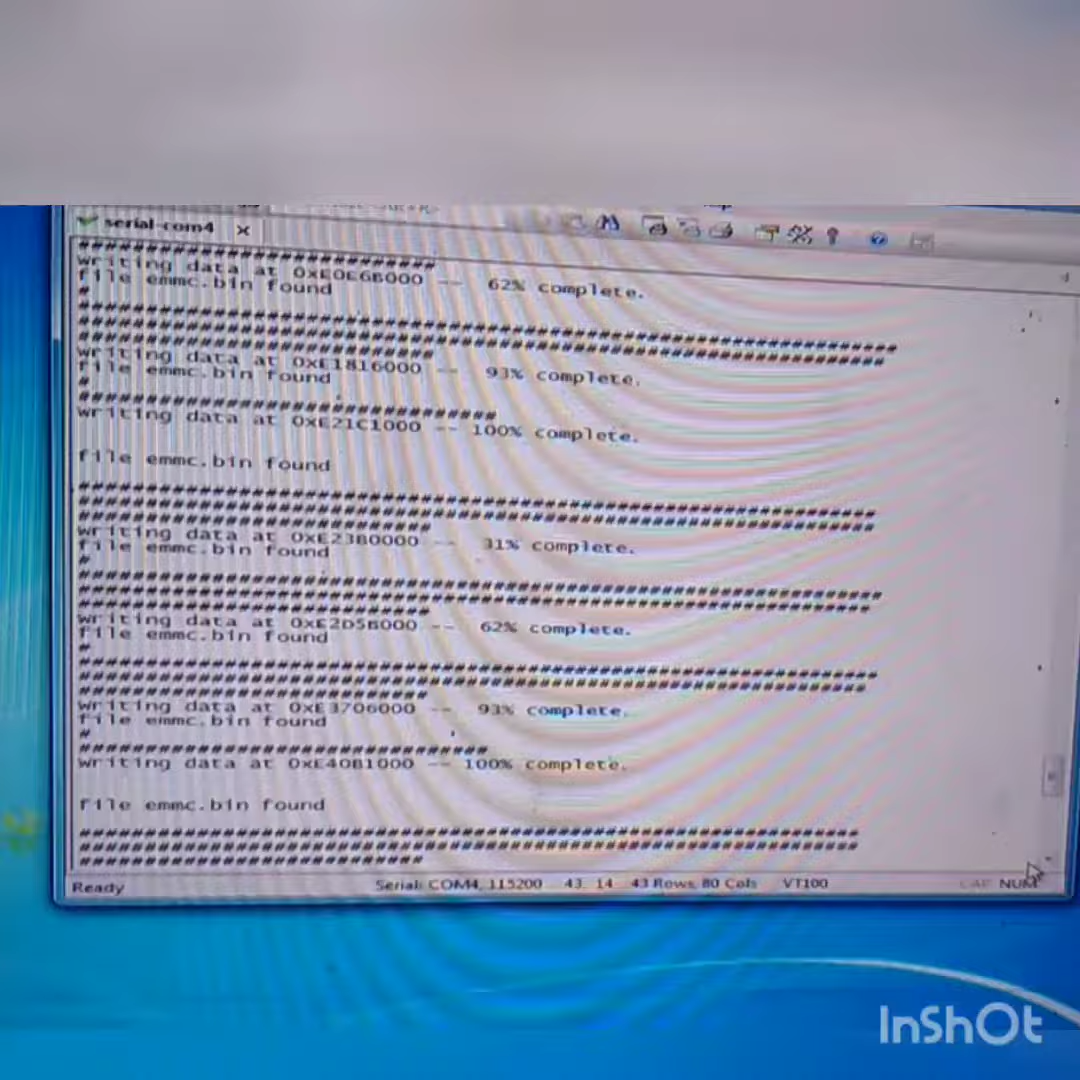 serial-com4 x
##########################
writing data at 0xE0E6B000 -- 62% complete.
file emmc.bin found
#
############################################################
############################################################
##########################
writing data at 0xE1816000 -- 93% complete.
file emmc.bin found
#
###############################
writing data at 0xE21C1000 -- 100% complete.
file emmc.bin found
############################################################
############################################################
##########################
writing data at 0xE23B0000 -- 31% complete.
file emmc.bin found
#
############################################################
############################################################
##########################
writing data at 0xE2D5B000 -- 62% complete.
file emmc.bin found
#
############################################################
############################################################
##########################
writing data at 0xE3706000 -- 93% complete.
file emmc.bin found
#
###############################
writing data at 0xE40B1000 -- 100% complete.
file emmc.bin found
############################################################
############################################################
##########################
Ready Serial: COM4, 115200 43, 14 43 Rows, 80 Cols VT100 CAP NUM
InShOt